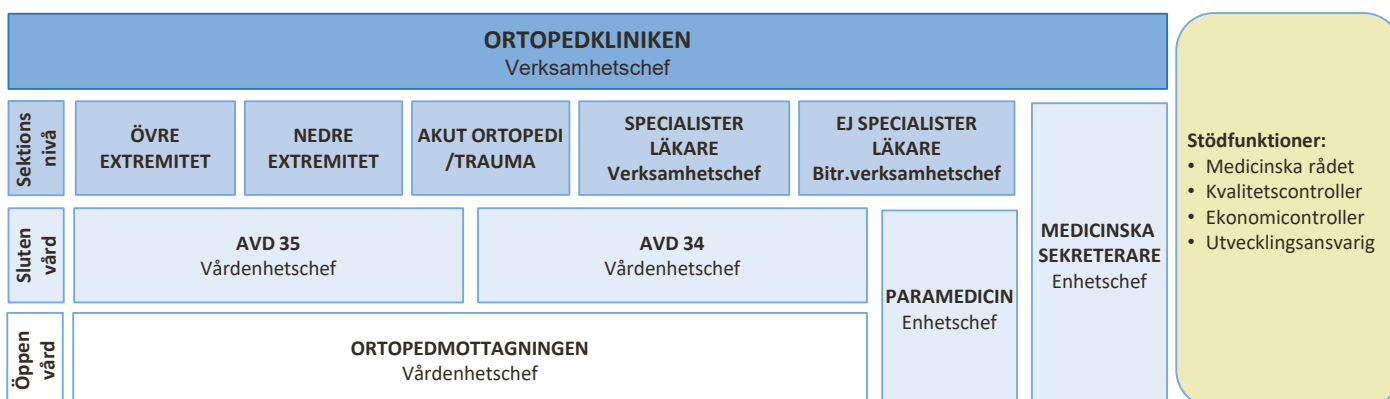 ORTOPEDKLINIKEN
Verksamhetschef
Sektions
nivå
ÖVRE
EXTREMITET
NEDRE
EXTREMITET
AKUT ORTOPEDI
/TRAUMA
SPECIALISTER
LÄKARE
Verksamhetschef
EJ SPECIALISTER
LÄKARE
Bitr.verksamhetschef
MEDICINSKA
SEKRETERARE
Enhetschef
Sluten
vård
AVD 35
Vårdenhetschef
AVD 34
Vårdenhetschef
PARAMEDICIN
Enhetschef
Öppen
vård
ORTOPEDMOTTAGNINGEN
Vårdenhetschef
Stödfunktioner:
• Medicinska rådet
• Kvalitetscontroller
• Ekonomicontroller
• Utvecklingsansvarig